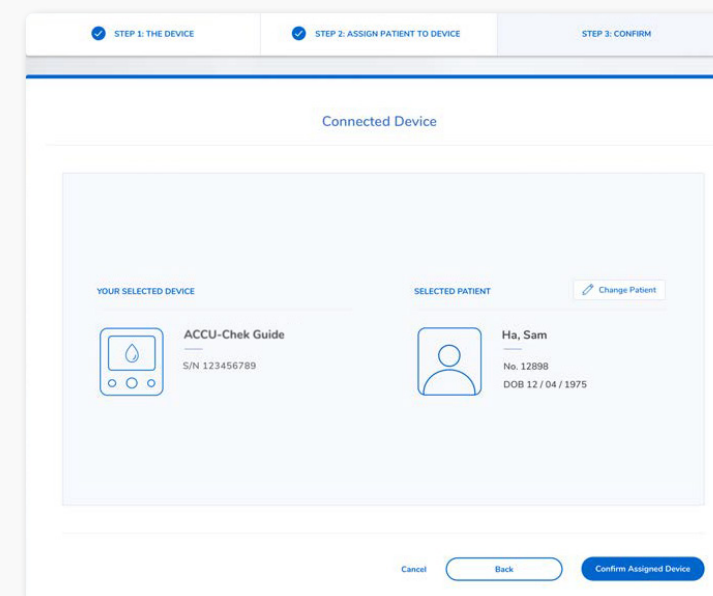 STEP 1: THE DEVICE
STEP 2: ASSIGN PATIENT TO DEVICE
STEP 3: CONFIRM
Connected Device
YOUR SELECTED DEVICE
ACCU-Chek Guide
S/N 123456789
SELECTED PATIENT
Change Patient
Ha, Sam
No. 12898
DOB 12 / 04 / 1975
Cancel
Back
Confirm Assigned Device